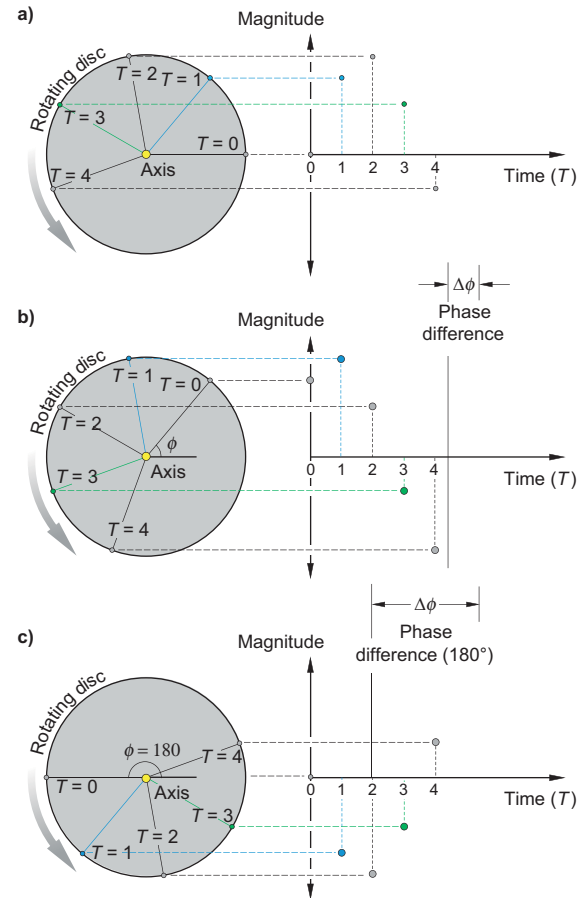 a)
Magnitude
Rotating disc
T = 2
T = 1
T = 3
T = 0
T = 4
Axis
0 1 2 3 4
Time (T)
Δϕ
Phase
difference
b)
Magnitude
Rotating disc
T = 1
T = 0
T = 2
ϕ
T = 3
Axis
T = 4
0 1 2 3 4
Time (T)
Δϕ
Phase
difference (180°)
c)
Magnitude
Rotating disc
ϕ = 180
T = 4
T = 0
Axis
T = 3
T = 2
T = 1
0 1 2 3 4
Time (T)